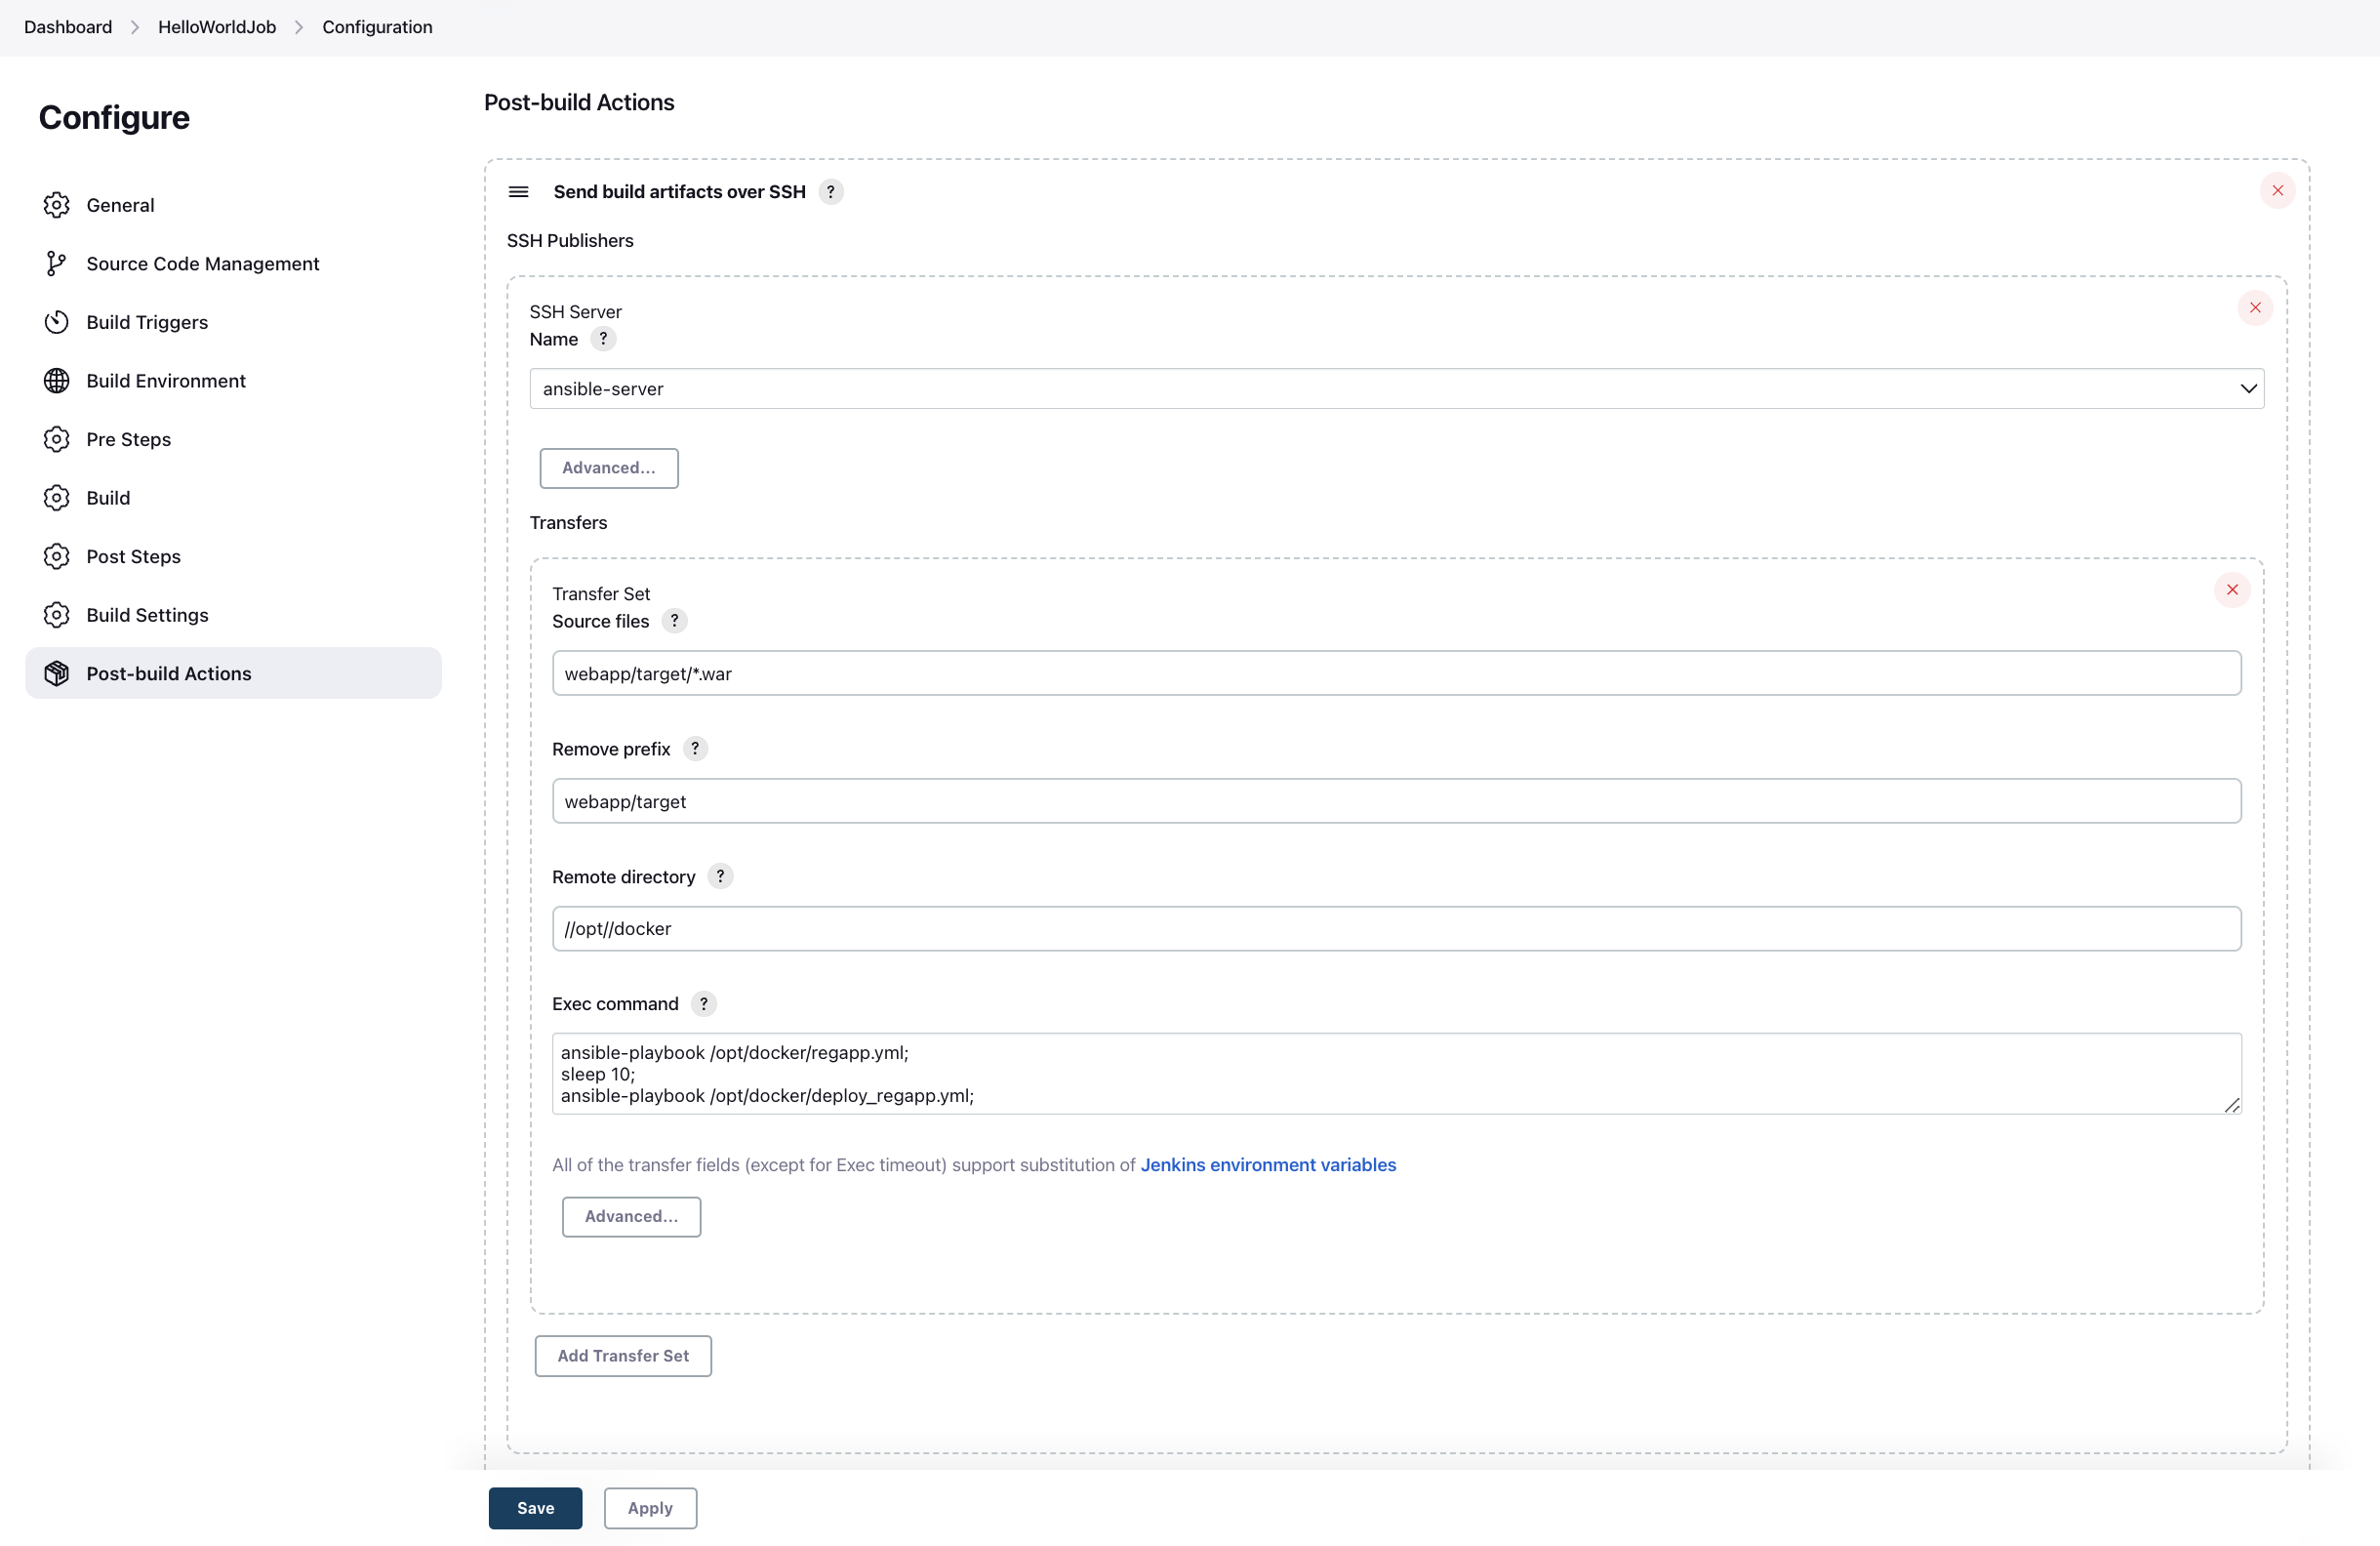 Dashboard > HelloWorldJob > Configuration
Configure
General
Source Code Management
Build Triggers
Build Environment
Pre Steps
Build
Post Steps
Build Settings
Post-build Actions
Post-build Actions
Send build artifacts over SSH ?
SSH Publishers
SSH Server
Name ?
ansible-server
Advanced...
Transfers
Transfer Set
Source files ?
webapp/target/*.war
Remove prefix ?
webapp/target
Remote directory ?
//opt//docker
Exec command ?
ansible-playbook /opt/docker/regapp.yml;
sleep 10;
ansible-playbook /opt/docker/deploy_regapp.yml;
All of the transfer fields (except for Exec timeout) support substitution of Jenkins environment variables
Advanced...
Add Transfer Set
Save Apply